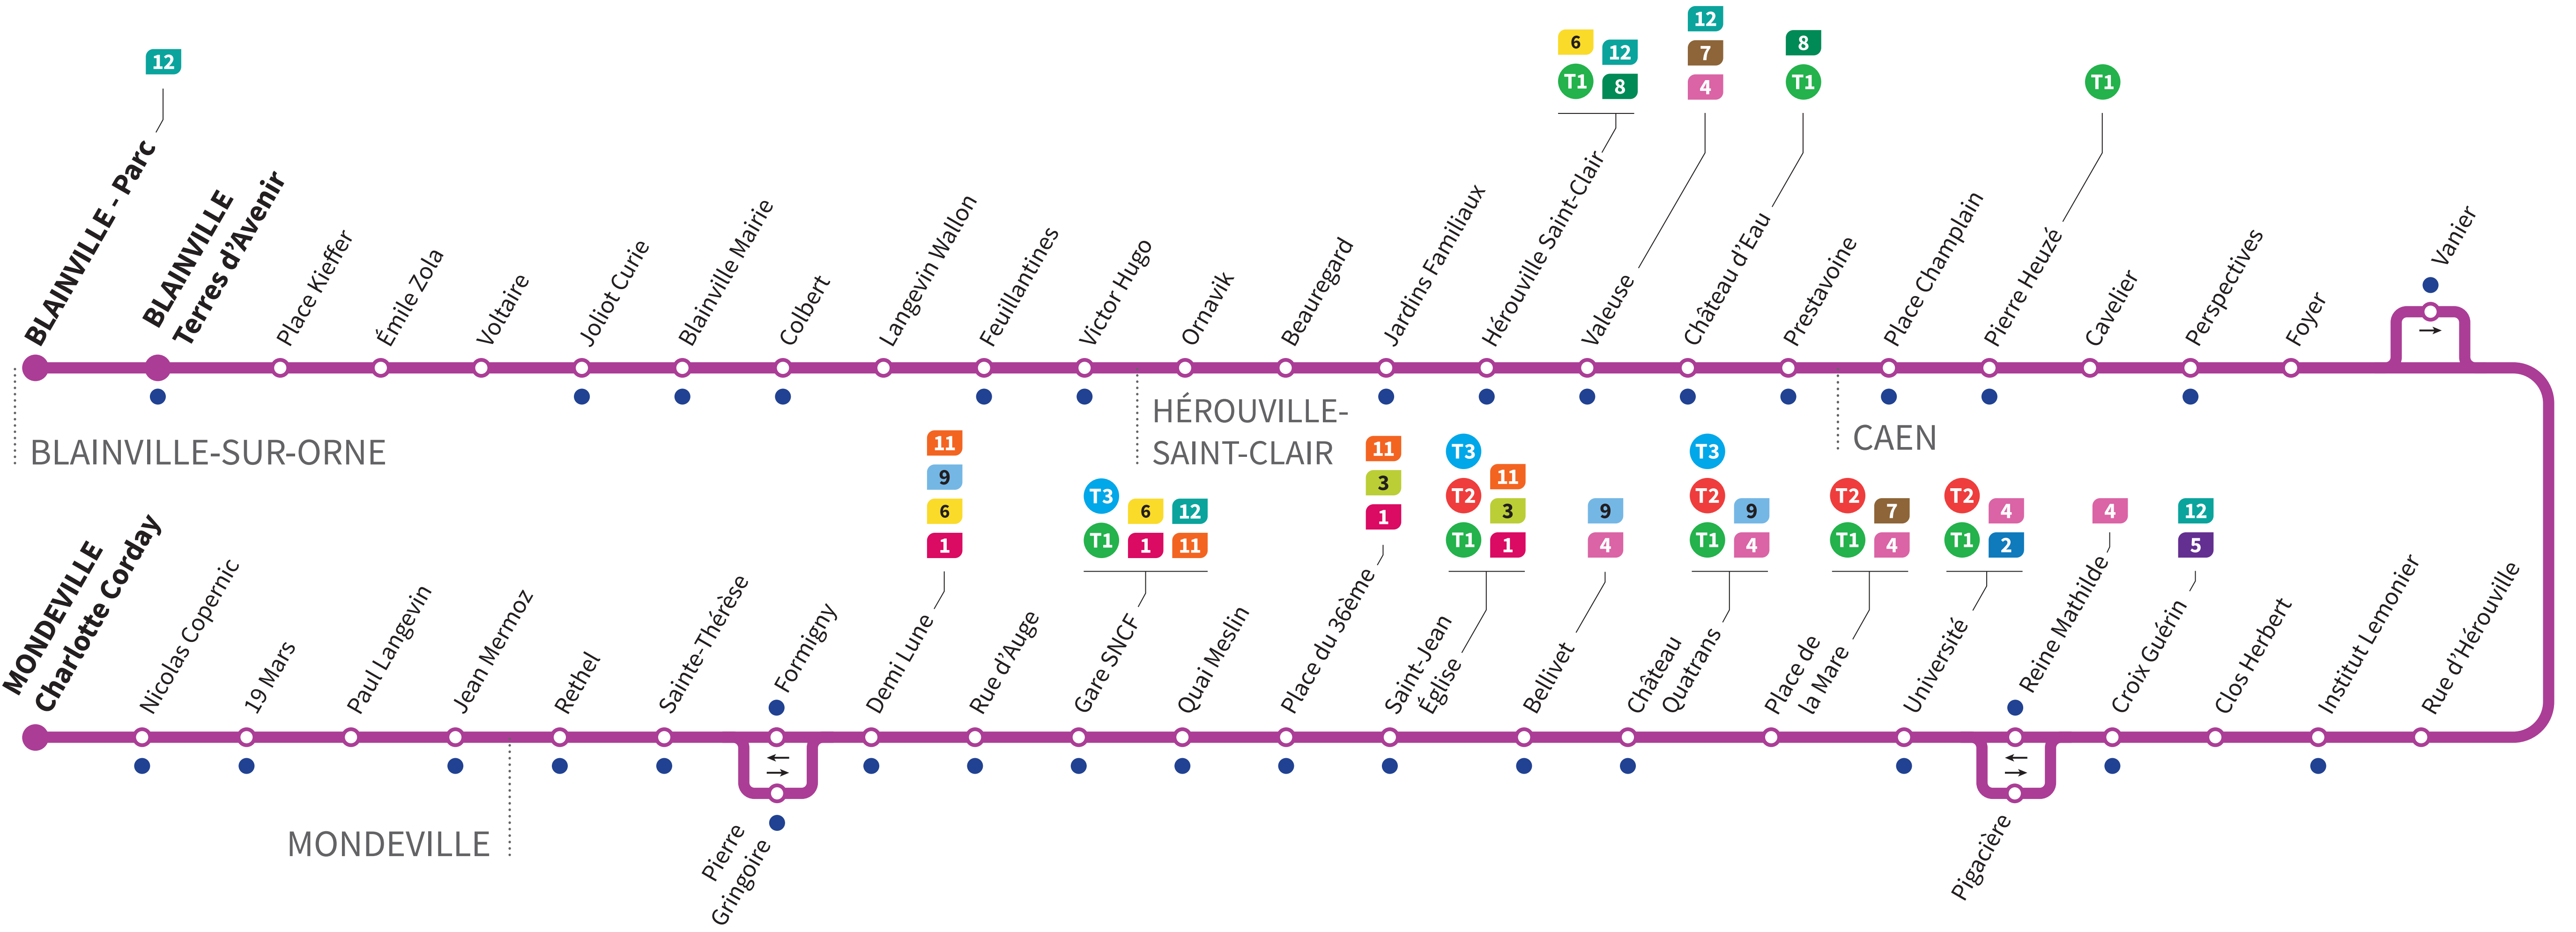 12
BLAINVILLE - Parc
BLAINVILLE
Terres d'Avenir
Place Kieffer
Émile Zola
Voltaire
Joliot Curie
Blainville Mairie
Colbert
Langevin Wallon
Feuillantines
Victor Hugo
Ornavik
Beauregard
Jardins Familiaux
6 12
T1 8
Hérouville Saint-Clair
12
7
4
Valeuse
8
T1
Château d'Eau
Prestavoine
Place Champlain
T1
Pierre Heuzé
Cavelier
Perspectives
Foyer
Vanier
→
BLAINVILLE-SUR-ORNE
HÉROUVILLE-
SAINT-CLAIR
CAEN
MONDEVILLE
Charlotte Corday
Nicolas Copernic
19 Mars
Paul Langevin
Jean Mermoz
Rethel
Sainte-Thérèse
Formigny
←
→
Pierre
Gringoire
11
9
6
1
Demi Lune
Rue d'Auge
T3 6 12
T1 1 11
Gare SNCF
Quai Meslin
11
3
1
Place du 36ème
T3 11
T2 3
T1 1
Saint-Jean
Église
9
4
Bellivet
T3
T2 9
T1 4
Château
Quatrans
T2 7
T1 4
Place de
la Mare
T2 4
T1 2
Université
4
Reine Mathilde
←
→
Pigacière
12
5
Croix Guérin
Clos Herbert
Institut Lemonier
Rue d'Hérouville
MONDEVILLE